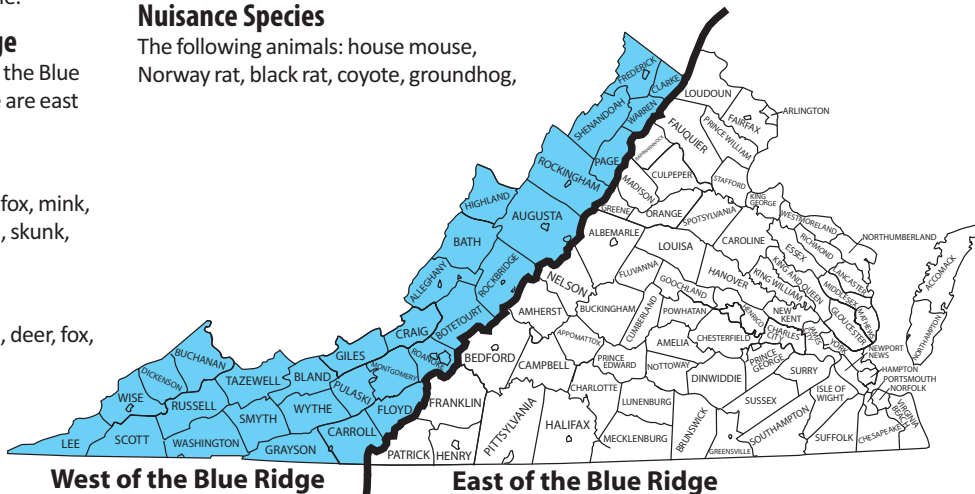 ge
the Blue
are east
fox, mink,
, skunk,
, deer, fox,
Nuisance Species
The following animals: house mouse,
Norway rat, black rat, coyote, groundhog,
FREDERICK
CLARKE
LOUDOUN
SHENANDOAH
WARREN
FAUQUIER
FAIRFAX
ARLINGTON
PRINCE WILLIAM
RAPPAHANNOCK
PAGE
ROCKINGHAM
MADISON
CULPEPER
STAFFORD
HIGHLAND
AUGUSTA
GREENE
ORANGE
SPOTSYLVANIA
KING
GEORGE
WESTMORELAND
BATH
ALBEMARLE
LOUISA
CAROLINE
ESSEX
RICHMOND
NORTHUMBERLAND
ACCOMACK
ALLEGHANY
ROCKBRIDGE
NELSON
FLUVANNA
GOOCHLAND
HANOVER
KING WILLIAM
KING AND QUEEN
LANCASTER
MIDDLESEX
AMHERST
BUCKINGHAM
CUMBERLAND
POWHATAN
HENRICO
NEW
KENT
GLOUCESTER
MATHEWS
NORTHAMPTON
BOTETOURT
CRAIG
ROANOKE
APPOMATTOX
AMELIA
CHESTERFIELD
CHARLES
CITY
JAMES
CITY
YORK
NEWPORT
NEWS
BUCHANAN
GILES
MONTGOMERY
BEDFORD
CAMPBELL
PRINCE
EDWARD
NOTTOWAY
PRINCE
GEORGE
SURRY
HAMPTON
PORTSMOUTH
NORFOLK
DICKENSON
TAZEWELL
BLAND
PULASKI
DINWIDDIE
ISLE OF
WIGHT
WISE
RUSSELL
WYTHE
FLOYD
FRANKLIN
CHARLOTTE
LUNENBURG
SUSSEX
VIRGINIA
BEACH
SMYTH
PITTSYLVANIA
HALIFAX
MECKLENBURG
BRUNSWICK
SOUTHAMPTON
LEE
SCOTT
WASHINGTON
GRAYSON
CARROLL
PATRICK
HENRY
GREENSVILLE
SUFFOLK
CHESAPEAKE
West of the Blue Ridge
East of the Blue Ridge